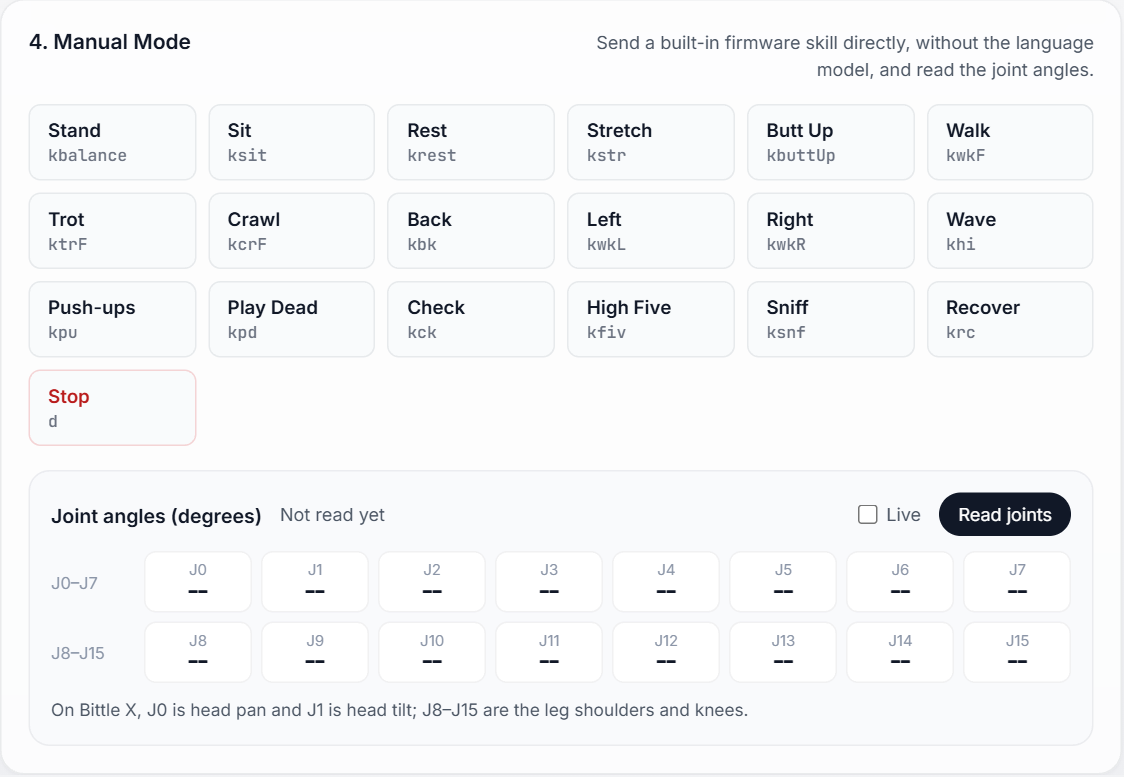 4. Manual Mode
Send a built-in firmware skill directly, without the language
model, and read the joint angles.
Stand
kbalance
Sit
ksit
Rest
krest
Stretch
kstr
Butt Up
kbuttUp
Walk
kwkF
Trot
ktrF
Crawl
kcrF
Back
kbk
Left
kwkL
Right
kwkR
Wave
khi
Push-ups
kpu
Play Dead
kpd
Check
kck
High Five
kfiv
Sniff
ksnf
Recover
krc
Stop
d
Joint angles (degrees) Not read yet
Live
Read joints
J0–J7
J0
––
J1
––
J2
––
J3
––
J4
––
J5
––
J6
––
J7
––
J8–J15
J8
––
J9
––
J10
––
J11
––
J12
––
J13
––
J14
––
J15
––
On Bittle X, J0 is head pan and J1 is head tilt; J8–J15 are the leg shoulders and knees.